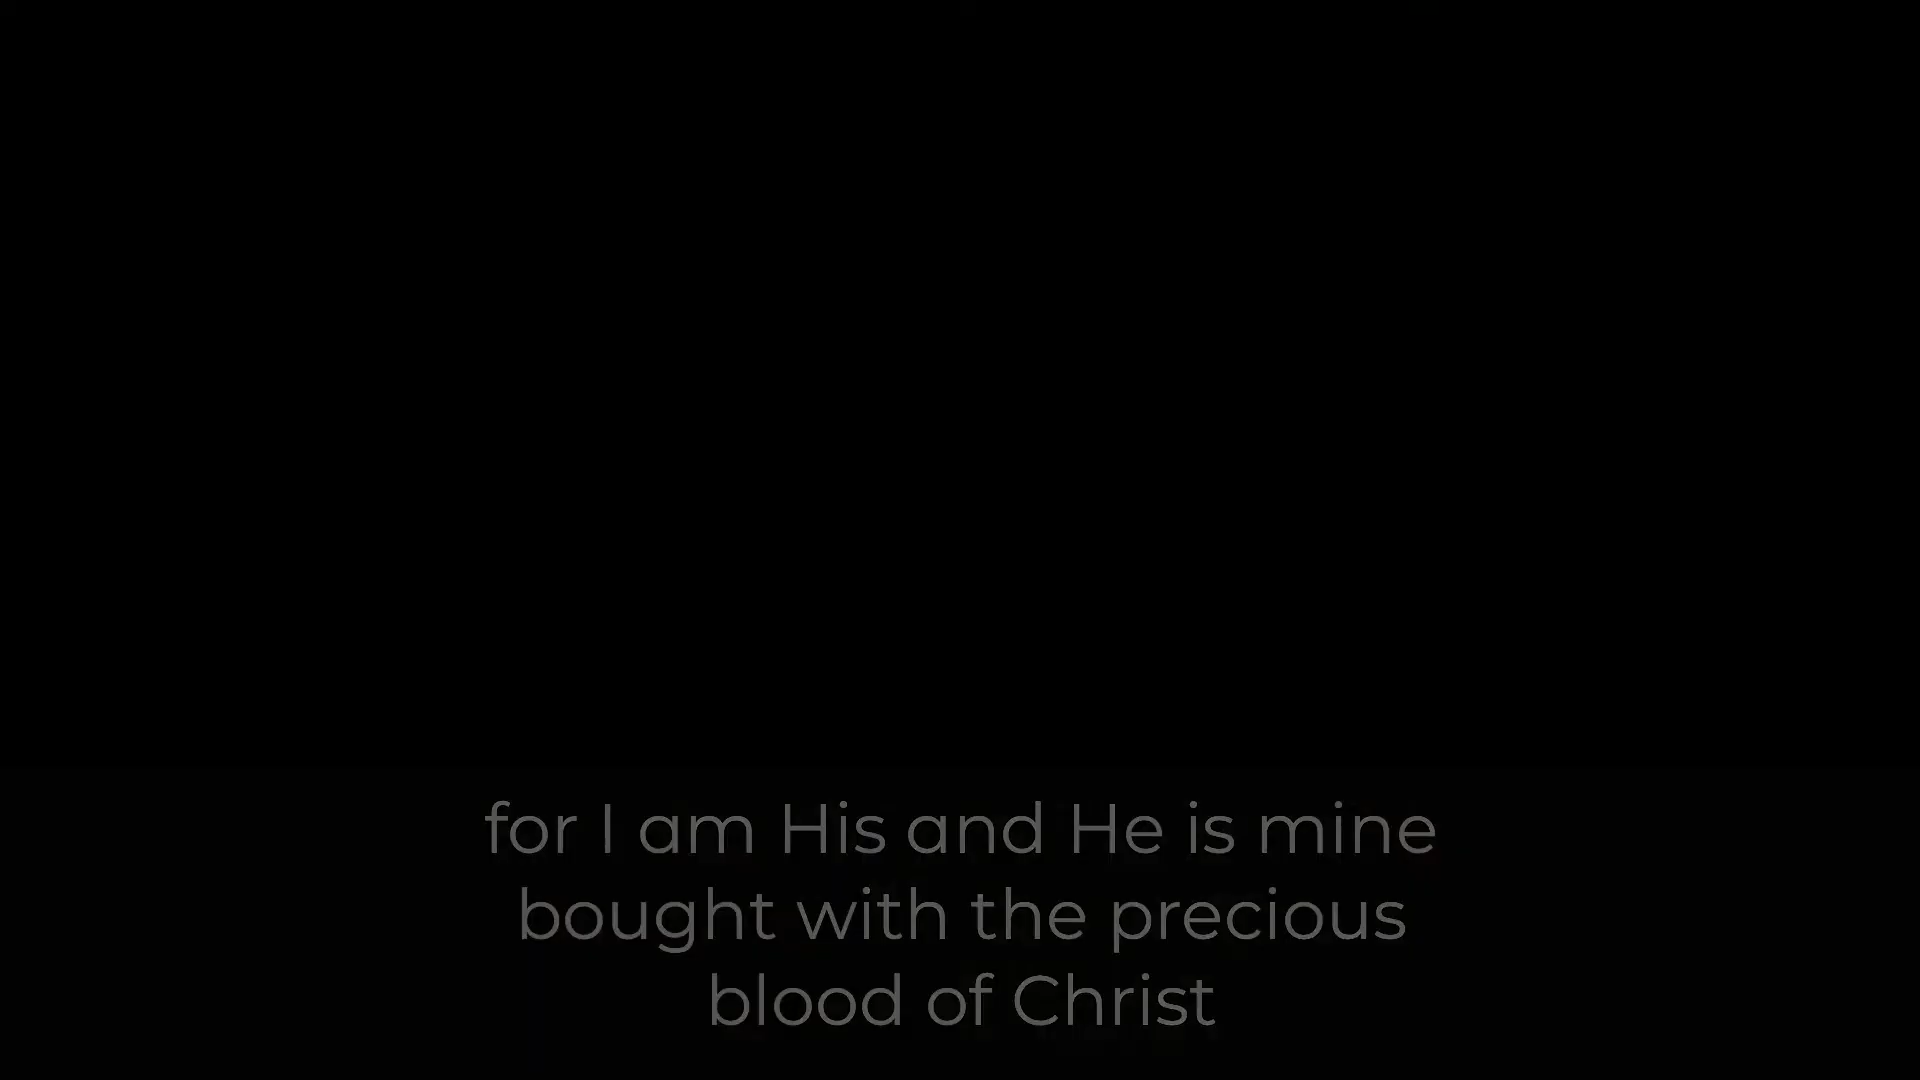 for I am His and He is mine
bought with the precious
blood of Christ